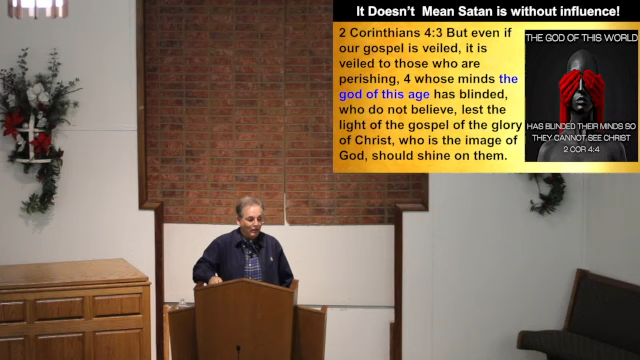 It Doesn't Mean Satan is without influence!
2 Corinthians 4:3 But even if
our gospel is veiled, it is
veiled to those who are
perishing, 4 whose minds the
god of this age has blinded,
who do not believe, lest the
light of the gospel of the glory
of Christ, who is the image of
God, should shine on them.
THE GOD OF THIS WORLD
HAS BLINDED THEIR MINDS SO
THEY CANNOT SEE CHRIST
2 COR 4:4